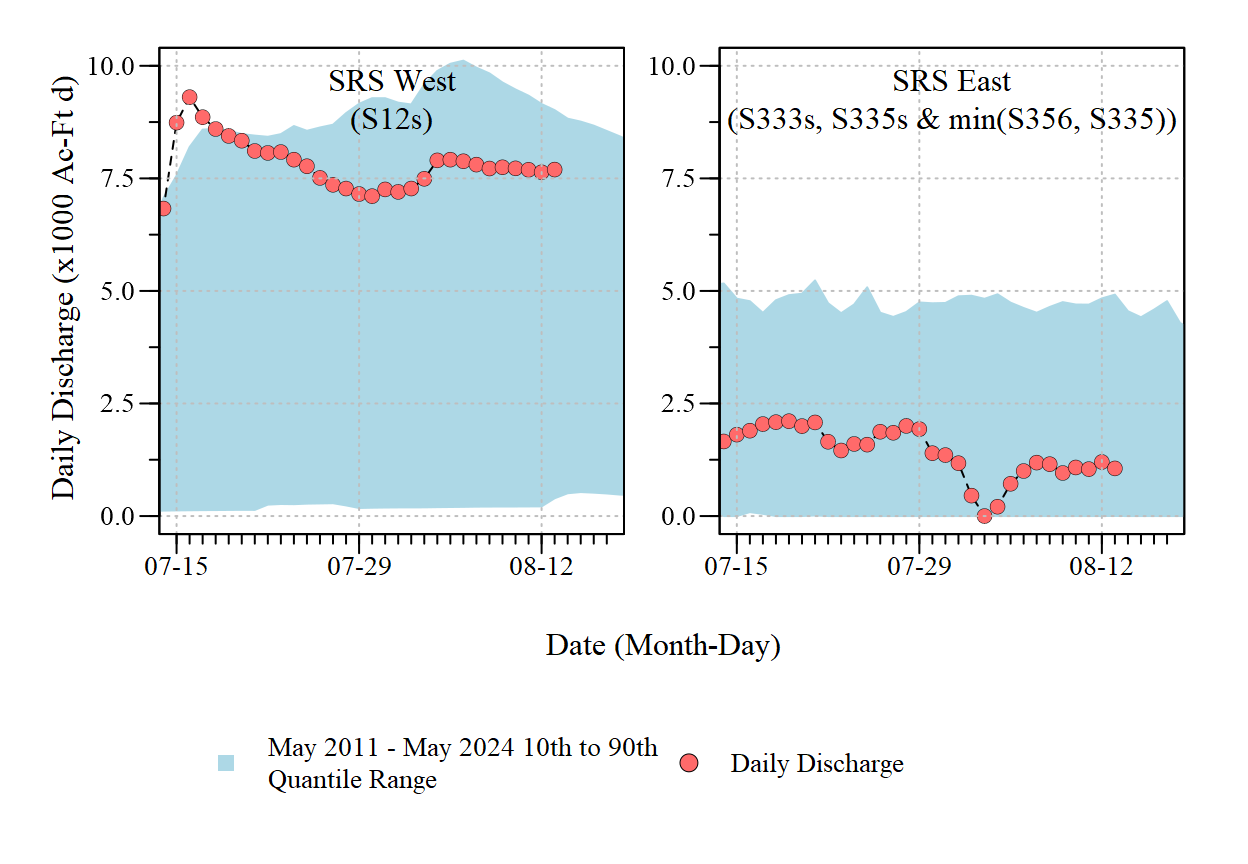 SRS West
(S12s)
10.0
7.5
5.0
2.5
0.0
07-15
07-29
08-12
Daily Discharge (x1000 Ac-Ft d)
SRS East
(S333s, S335s & min(S356, S335))
10.0
7.5
5.0
2.5
0.0
07-15
07-29
08-12
Date (Month-Day)
May 2011 - May 2024 10th to 90th
Quantile Range
Daily Discharge